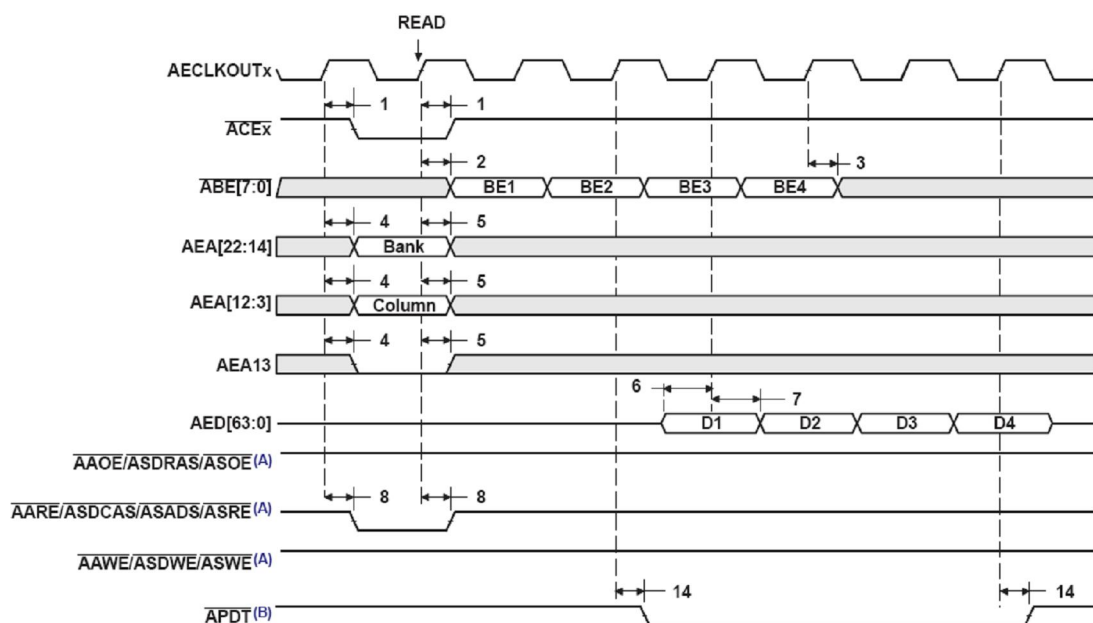 READ
AECLKOUTx
1 1
ACEx
2 3
ABE[7:0] BE1 BE2 BE3 BE4
4 5
AEA[22:14] Bank
4 5
AEA[12:3] Column
4 5
AEA13
6 7
AED[63:0] D1 D2 D3 D4
AAOE/ASDRAS/ASOE(A)
8 8
AARE/ASDCAS/ASADS/ASRE(A)
AAWE/ASDWE/ASWE(A)
14 14
APDT(B)